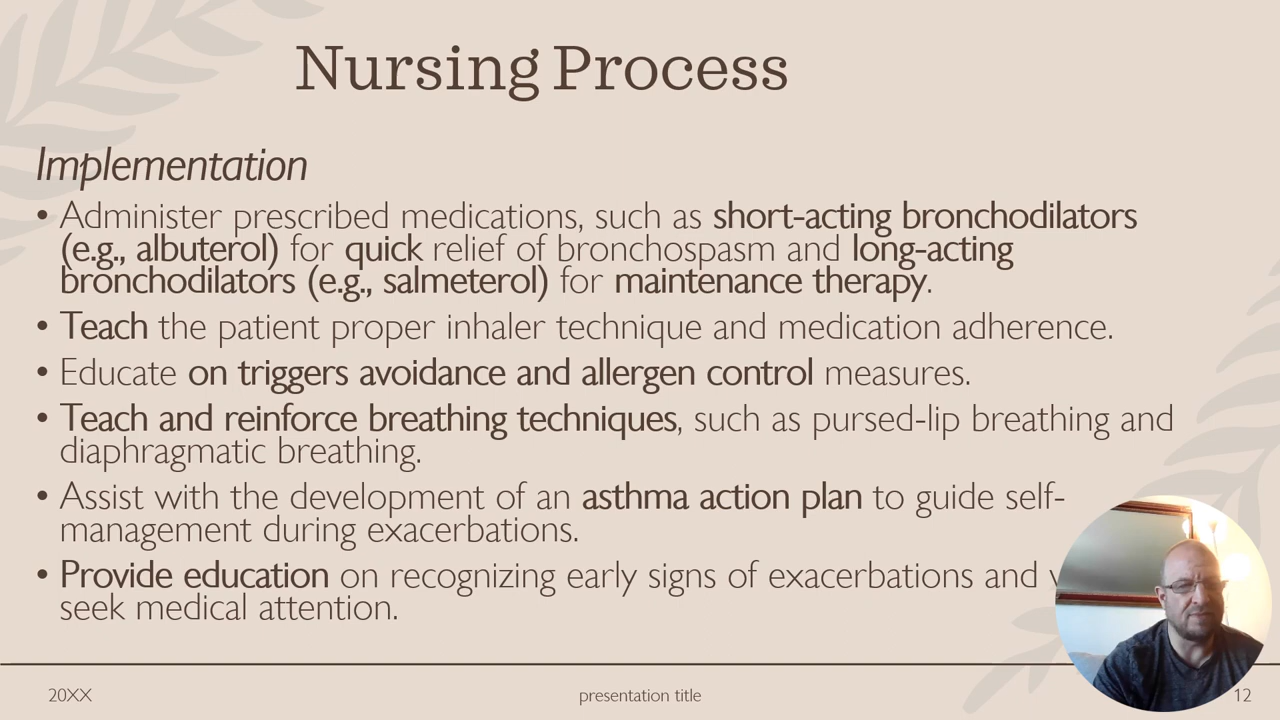 Nursing Process
Implementation
• Administer prescribed medications, such as short-acting bronchodilators
(e.g., albuterol) for quick relief of bronchospasm and long-acting
bronchodilators (e.g., salmeterol) for maintenance therapy.
• Teach the patient proper inhaler technique and medication adherence.
• Educate on triggers avoidance and allergen control measures.
• Teach and reinforce breathing techniques, such as pursed-lip breathing and
diaphragmatic breathing.
• Assist with the development of an asthma action plan to guide self-
management during exacerbations.
• Provide education on recognizing early signs of exacerbations and
seek medical attention.
20XX
presentation title
12